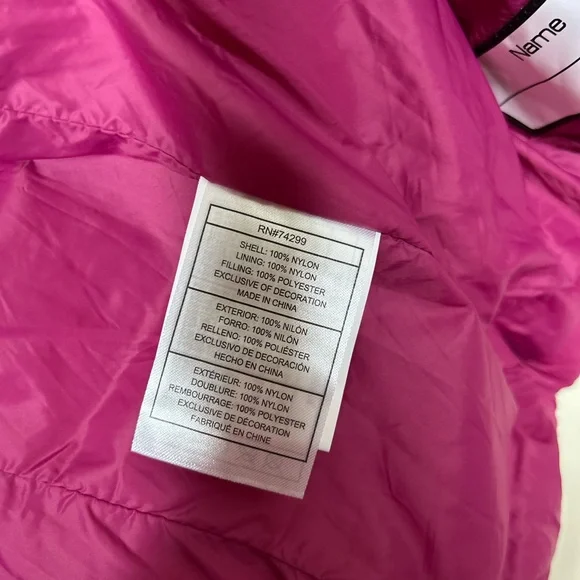 Name
RN#74299
SHELL: 100% NYLON
LINING: 100% NYLON
FILLING: 100% POLYESTER
EXCLUSIVE OF DECORATION
MADE IN CHINA
EXTERIOR: 100% NILÓN
FORRO: 100% NILÓN
RELLENO: 100% POLIÉSTER
EXCLUSIVO DE DECORACIÓN
HECHO EN CHINA
EXTÉRIEUR: 100% NYLON
DOUBLURE: 100% NYLON
REMBOURRAGE: 100% POLYESTER
EXCLUSIVE DE DÉCORATION
FABRIQUÉ EN CHINE